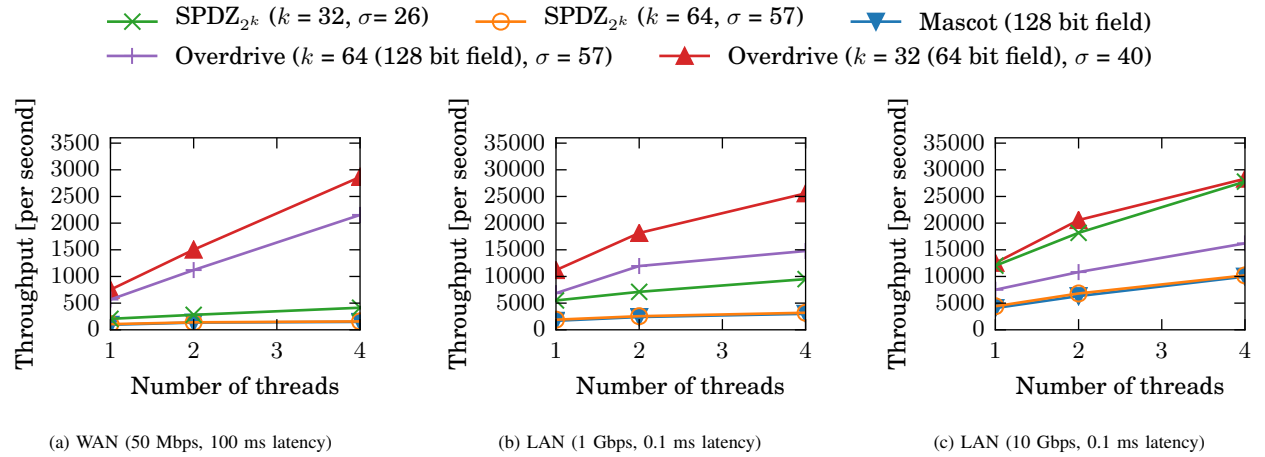 SPDZ₂ᵏ (k = 32, σ= 26)
SPDZ₂ᵏ (k = 64, σ = 57)
Mascot (128 bit field)
Overdrive (k = 64 (128 bit field), σ = 57)
Overdrive (k = 32 (64 bit field), σ = 40)
Throughput [per second]
3500
3000
2500
2000
1500
1000
500
0
1 2 3 4
Number of threads
(a) WAN (50 Mbps, 100 ms latency)
Throughput [per second]
35000
30000
25000
20000
15000
10000
5000
0
1 2 3 4
Number of threads
(b) LAN (1 Gbps, 0.1 ms latency)
Throughput [per second]
35000
30000
25000
20000
15000
10000
5000
0
1 2 3 4
Number of threads
(c) LAN (10 Gbps, 0.1 ms latency)